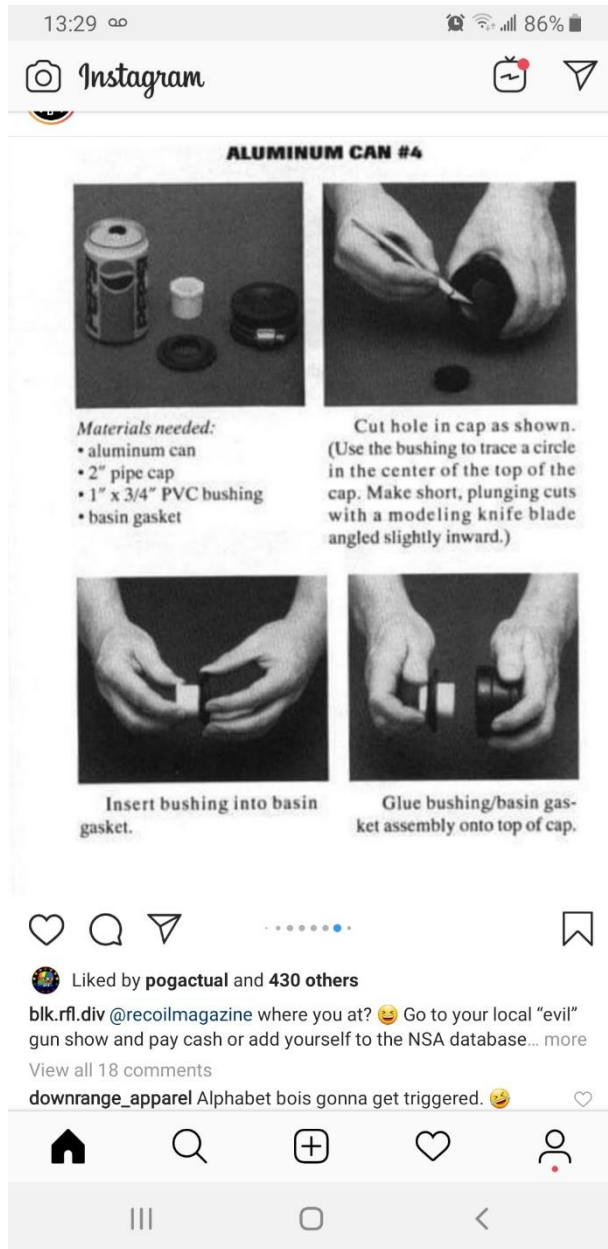 13:29
86%
Instagram
ALUMINUM CAN #4
PEPSI
Materials needed:
• aluminum can
• 2" pipe cap
• 1" x 3/4" PVC bushing
• basin gasket
Cut hole in cap as shown.
(Use the bushing to trace a circle
in the center of the top of the
cap. Make short, plunging cuts
with a modeling knife blade
angled slightly inward.)
Insert bushing into basin
gasket.
Glue bushing/basin gas-
ket assembly onto top of cap.
Liked by pogactual and 430 others
blk.rfl.div @recoilmagazine where you at? 😆 Go to your local “evil”
gun show and pay cash or add yourself to the NSA database... more
View all 18 comments
downrange_apparel Alphabet bois gonna get triggered. 🤣